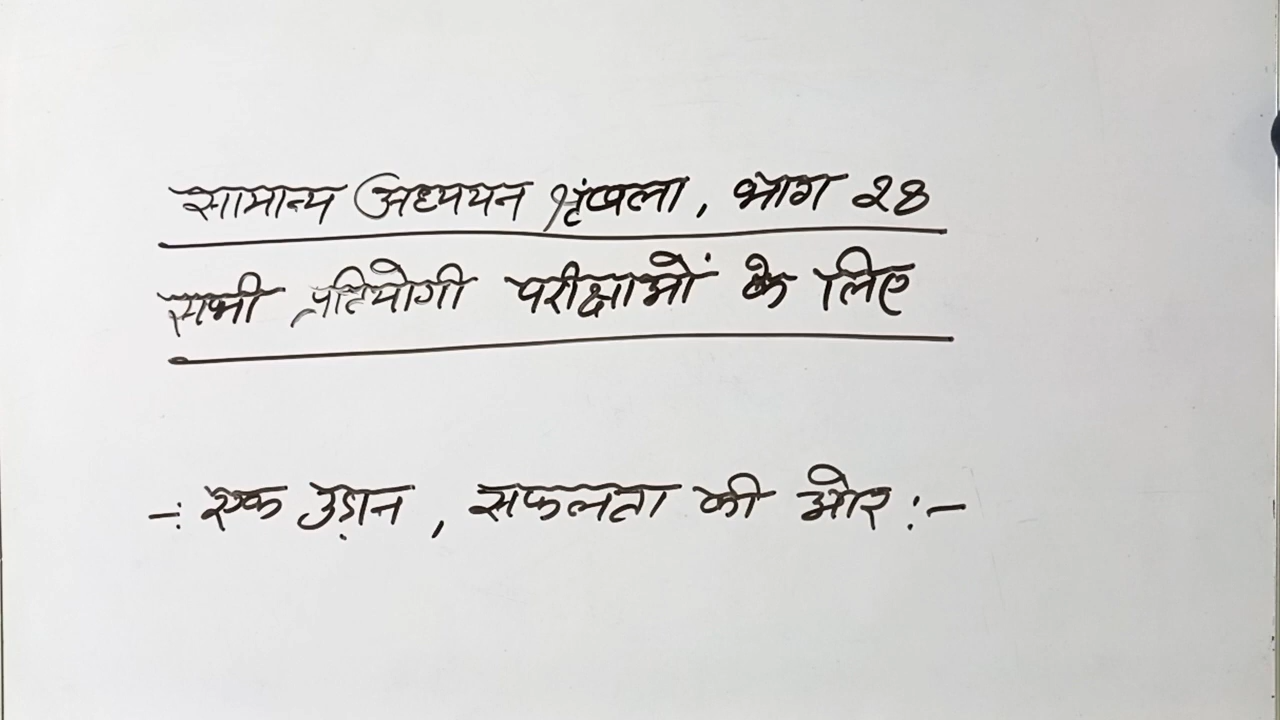 सामान्य अध्ययन श्रृंखला, भाग 28
सभी प्रतियोगी परीक्षाओं के लिए
-: एक उड़ान, सफलता की ओर :-